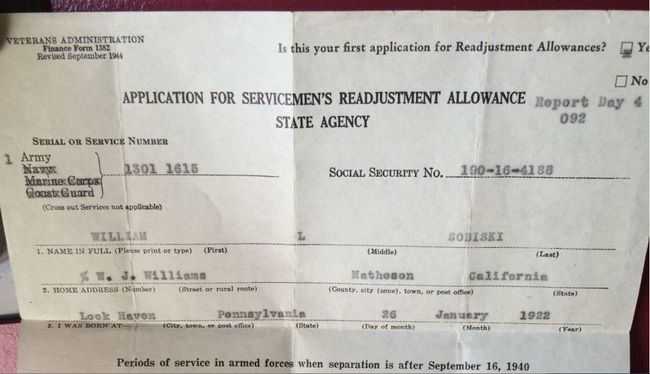 VETERANS ADMINISTRATION
Finance Form 1382
Revised September 1944
Is this your first application for Readjustment Allowances? Ye
No
APPLICATION FOR SERVICEMEN'S READJUSTMENT ALLOWANCE
STATE AGENCY
Report Day 4
092
SERIAL OR SERVICE NUMBER
1 Army
Navy
Marine Corps
Coast Guard
1301 1615
SOCIAL SECURITY No. 190-16-4188
(Cross out Services not applicable)
WILLIAM L SOBISKI
1. NAME IN FULL (Please print or type) (First) (Middle) (Last)
% W. J. Williams Matheson California
2. HOME ADDRESS (Number) (Street or rural route) (County, city (zone), town, or post office) (State)
Lock Haven Pennsylvania 26 January 1922
3. I WAS BORN AT (City, town, or post office) (State) (Day of month) (Month) (Year)
Periods of service in armed forces when separation is after September 16, 1940